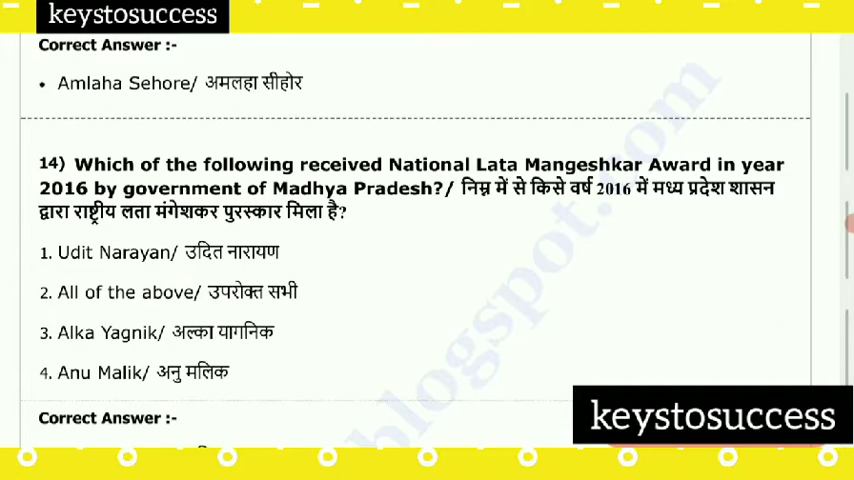 keystosuccess
Correct Answer :-
• Amlaha Sehore/ अमलहा सीहोर
14) Which of the following received National Lata Mangeshkar Award in year
2016 by government of Madhya Pradesh?/ निम्न में से किसे वर्ष 2016 में मध्य प्रदेश शासन
द्वारा राष्ट्रीय लता मंगेशकर पुरस्कार मिला है?
1. Udit Narayan/ उदित नारायण
2. All of the above/ उपरोक्त सभी
3. Alka Yagnik/ अल्का यागनिक
4. Anu Malik/ अनु मलिक
Correct Answer :-
keystosuccess
blogspot.com